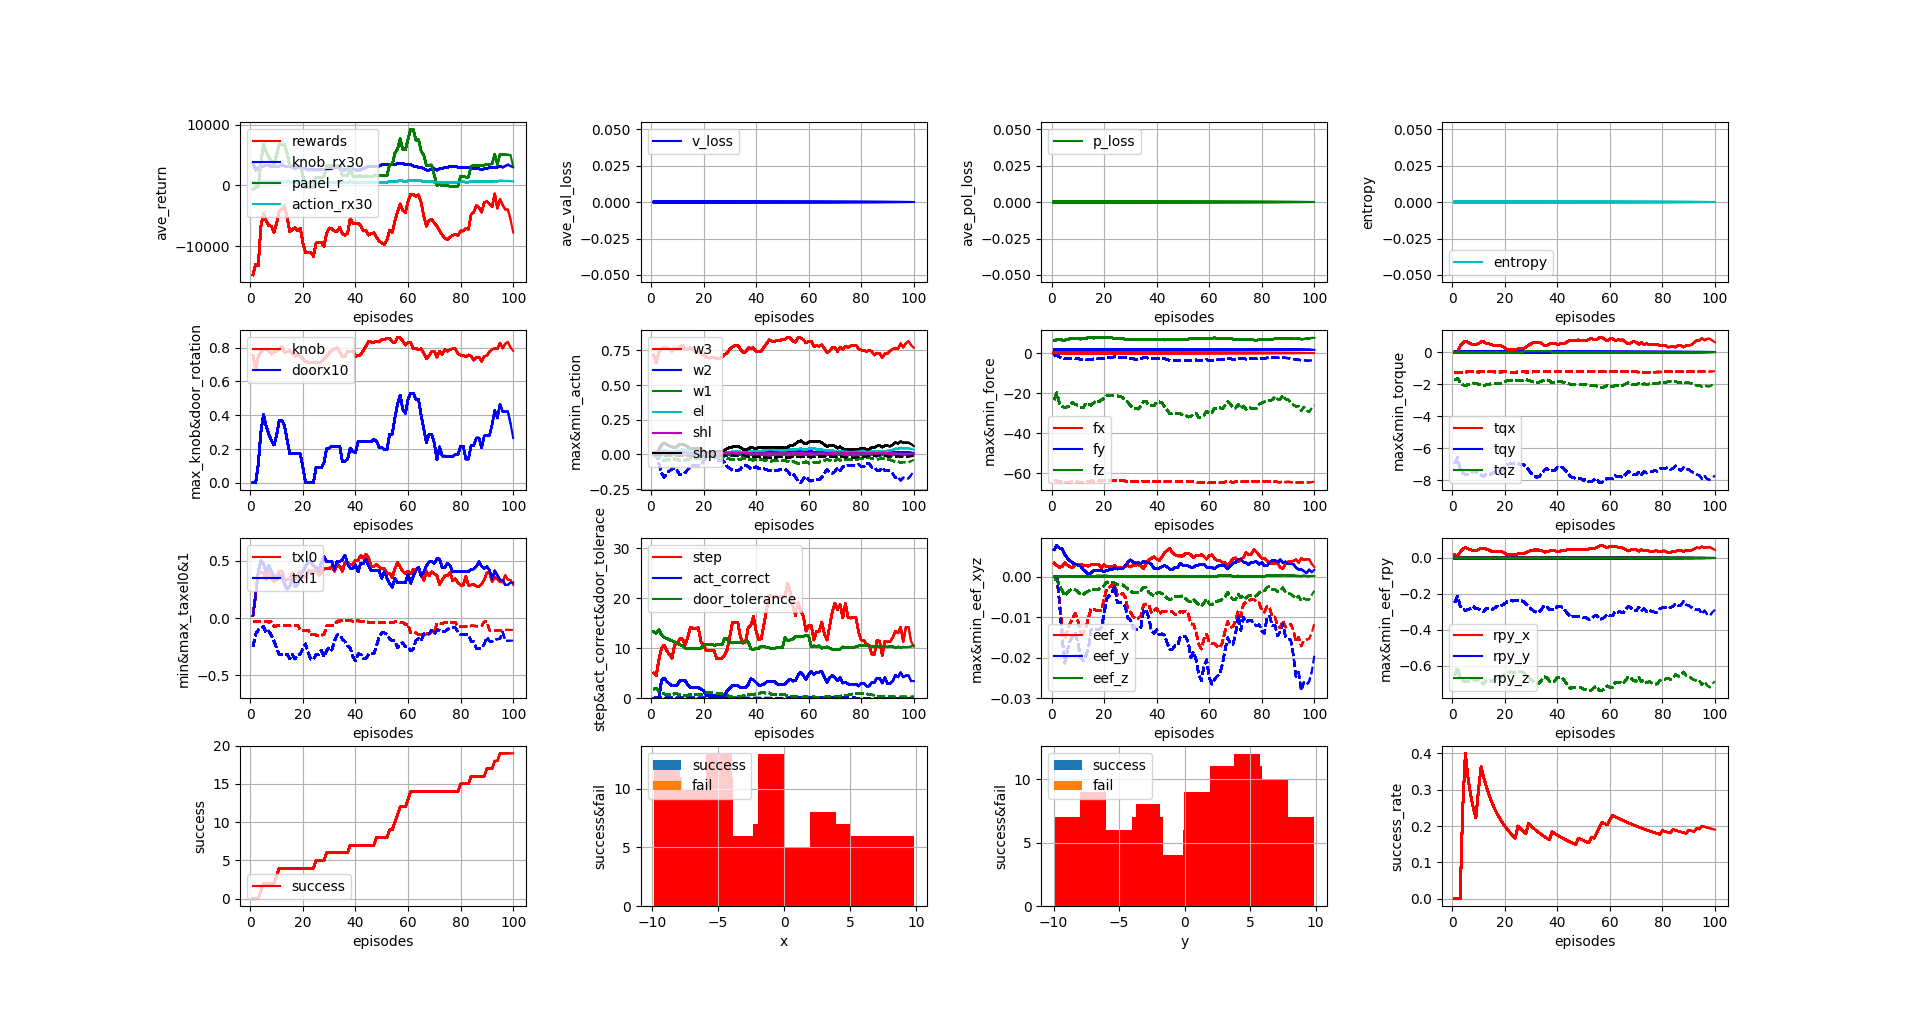 ave_return
10000
0
−10000
rewards
knob_rx30
panel_r
action_rx30
0 20 40 60 80 100
episodes
ave_val_loss
0.050
0.025
0.000
−0.025
−0.050
v_loss
0 20 40 60 80 100
episodes
ave_pol_loss
0.050
0.025
0.000
−0.025
−0.050
p_loss
0 20 40 60 80 100
episodes
entropy
0.050
0.025
0.000
−0.025
−0.050
entropy
0 20 40 60 80 100
episodes
max_knob&door_rotation
0.8
0.6
0.4
0.2
0.0
knob
doorx10
0 20 40 60 80 100
episodes
max&min_action
0.75
0.50
0.25
0.00
−0.25
w3
w2
w1
el
shl
shp
0 20 40 60 80 100
episodes
max&min_force
0
−20
−40
−60
fx
fy
fz
0 20 40 60 80 100
episodes
max&min_torque
0
−2
−4
−6
−8
tqx
tqy
tqz
0 20 40 60 80 100
episodes
min&max_taxel0&1
0.5
0.0
−0.5
txl0
txl1
0 20 40 60 80 100
episodes
step&act_correct&door_tolerace
30
20
10
0
step
act_correct
door_tolerance
0 20 40 60 80 100
episodes
max&min_eef_xyz
0.00
−0.01
−0.02
−0.03
eef_x
eef_y
eef_z
0 20 40 60 80 100
episodes
max&min_eef_rpy
0.0
−0.2
−0.4
−0.6
rpy_x
rpy_y
rpy_z
0 20 40 60 80 100
episodes
success
20
15
10
5
0
success
0 20 40 60 80 100
episodes
success&fail
10
5
0
success
fail
−10 −5 0 5 10
x
success&fail
10
5
0
success
fail
−10 −5 0 5 10
y
success_rate
0.4
0.3
0.2
0.1
0.0
0 20 40 60 80 100
episodes